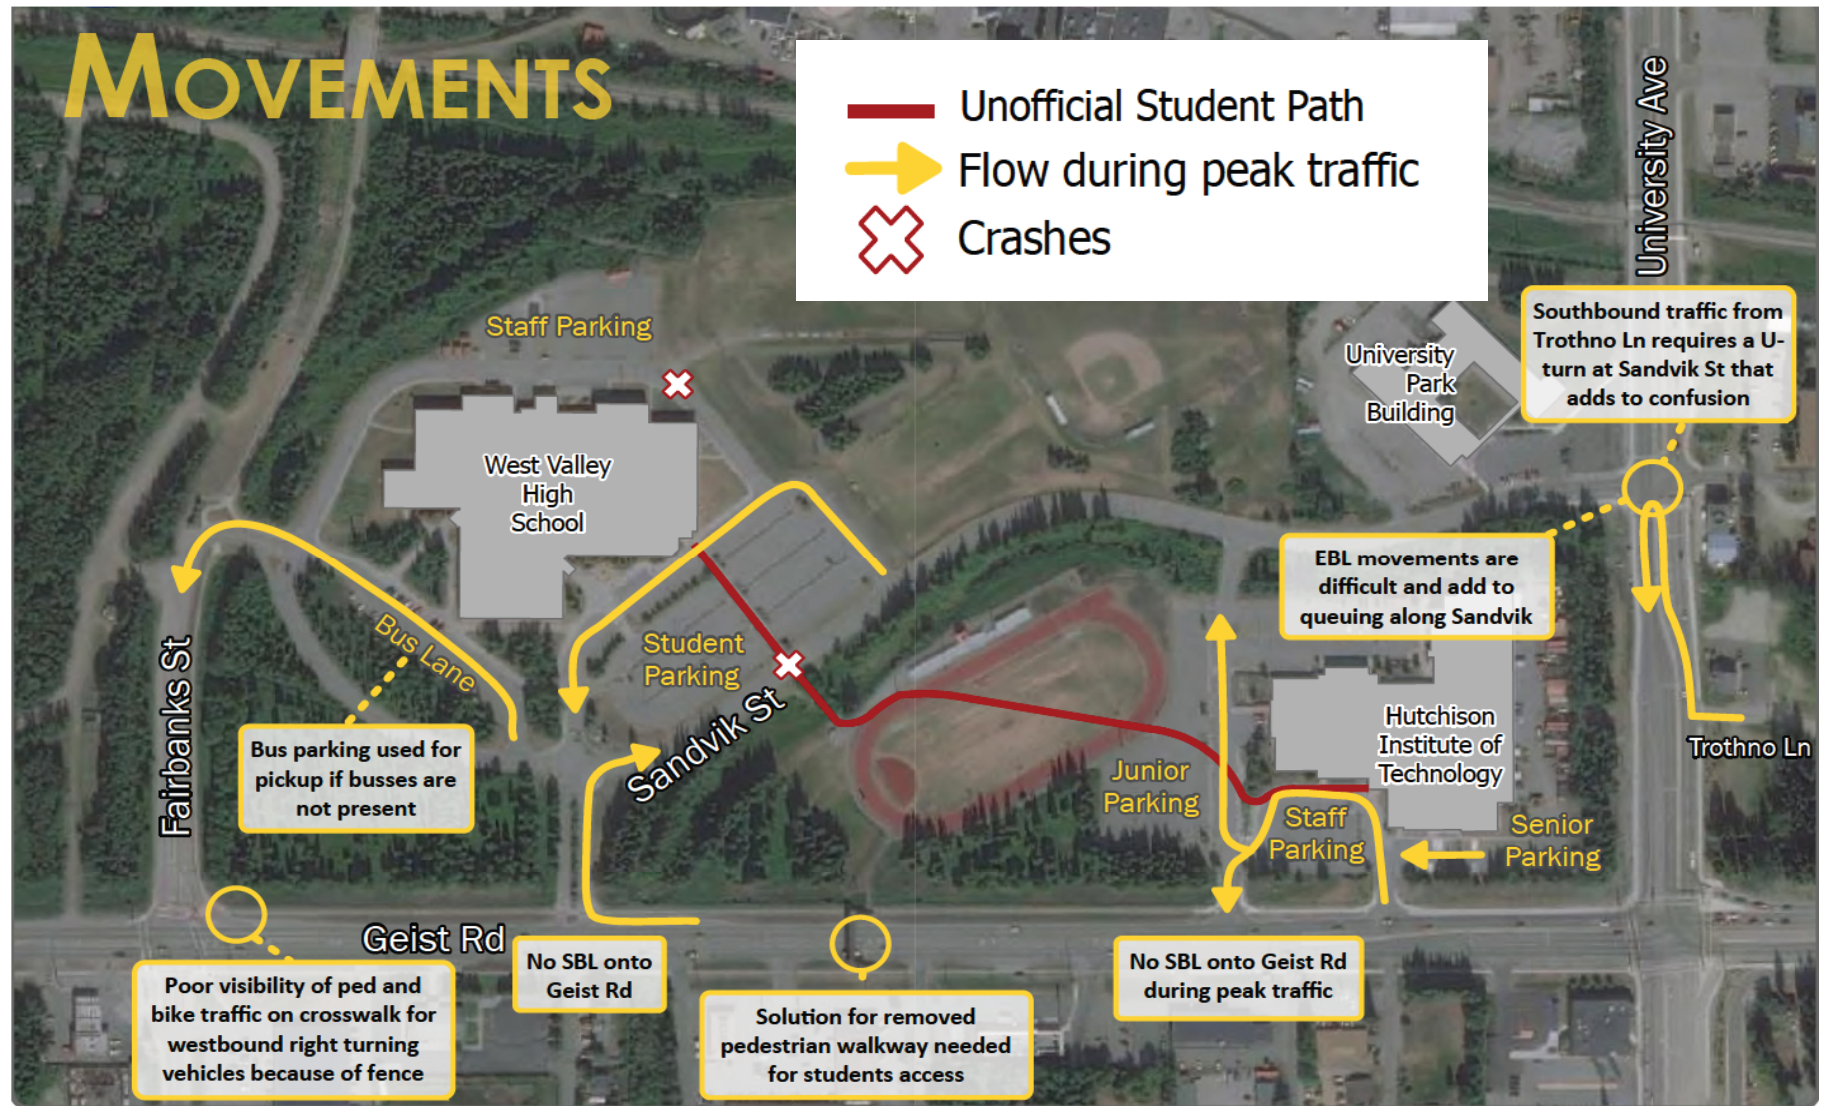 MOVEMENTS
Unofficial Student Path
Flow during peak traffic
Crashes
University Ave
Staff Parking
University
Park
Building
Southbound traffic from
Trothno Ln requires a U-
turn at Sandvik St that
adds to confusion
West Valley
High
School
EBL movements are
difficult and add to
queuing along Sandvik
Bus Lane
Student
Parking
Sandvik St
Fairbanks St
Bus parking used for
pickup if busses are
not present
Junior
Parking
Hutchison
Institute of
Technology
Trothno Ln
Staff
Parking
Senior
Parking
Geist Rd
No SBL onto
Geist Rd
No SBL onto Geist Rd
during peak traffic
Poor visibility of ped and
bike traffic on crosswalk for
westbound right turning
vehicles because of fence
Solution for removed
pedestrian walkway needed
for students access